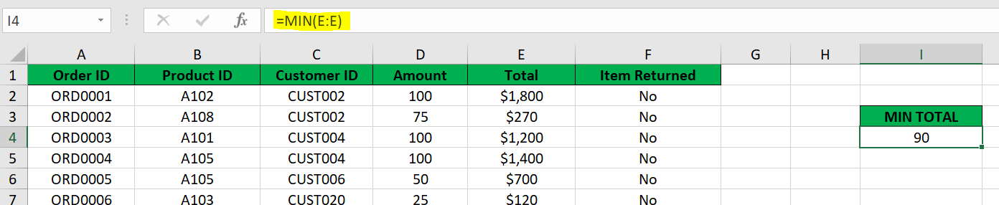 I4 fx =MIN(E:E)
A B C D E F G H I
1 Order ID Product ID Customer ID Amount Total Item Returned
2 ORD0001 A102 CUST002 100 $1,800 No
3 ORD0002 A108 CUST002 75 $270 No MIN TOTAL
4 ORD0003 A101 CUST004 100 $1,200 No 90
5 ORD0004 A105 CUST004 100 $1,400 No
6 ORD0005 A105 CUST006 50 $700 No
7 ORD0006 A103 CUST020 25 $120 No